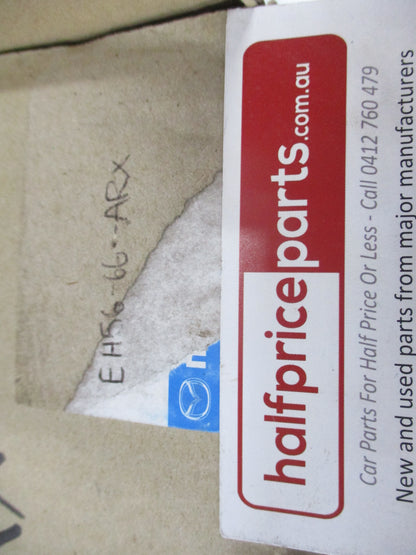 EH56-66-ARX
halfpriceparts.com.au
Car Parts For Half Price Or Less - Call 0412 760 479
New and used parts from major manufacturers